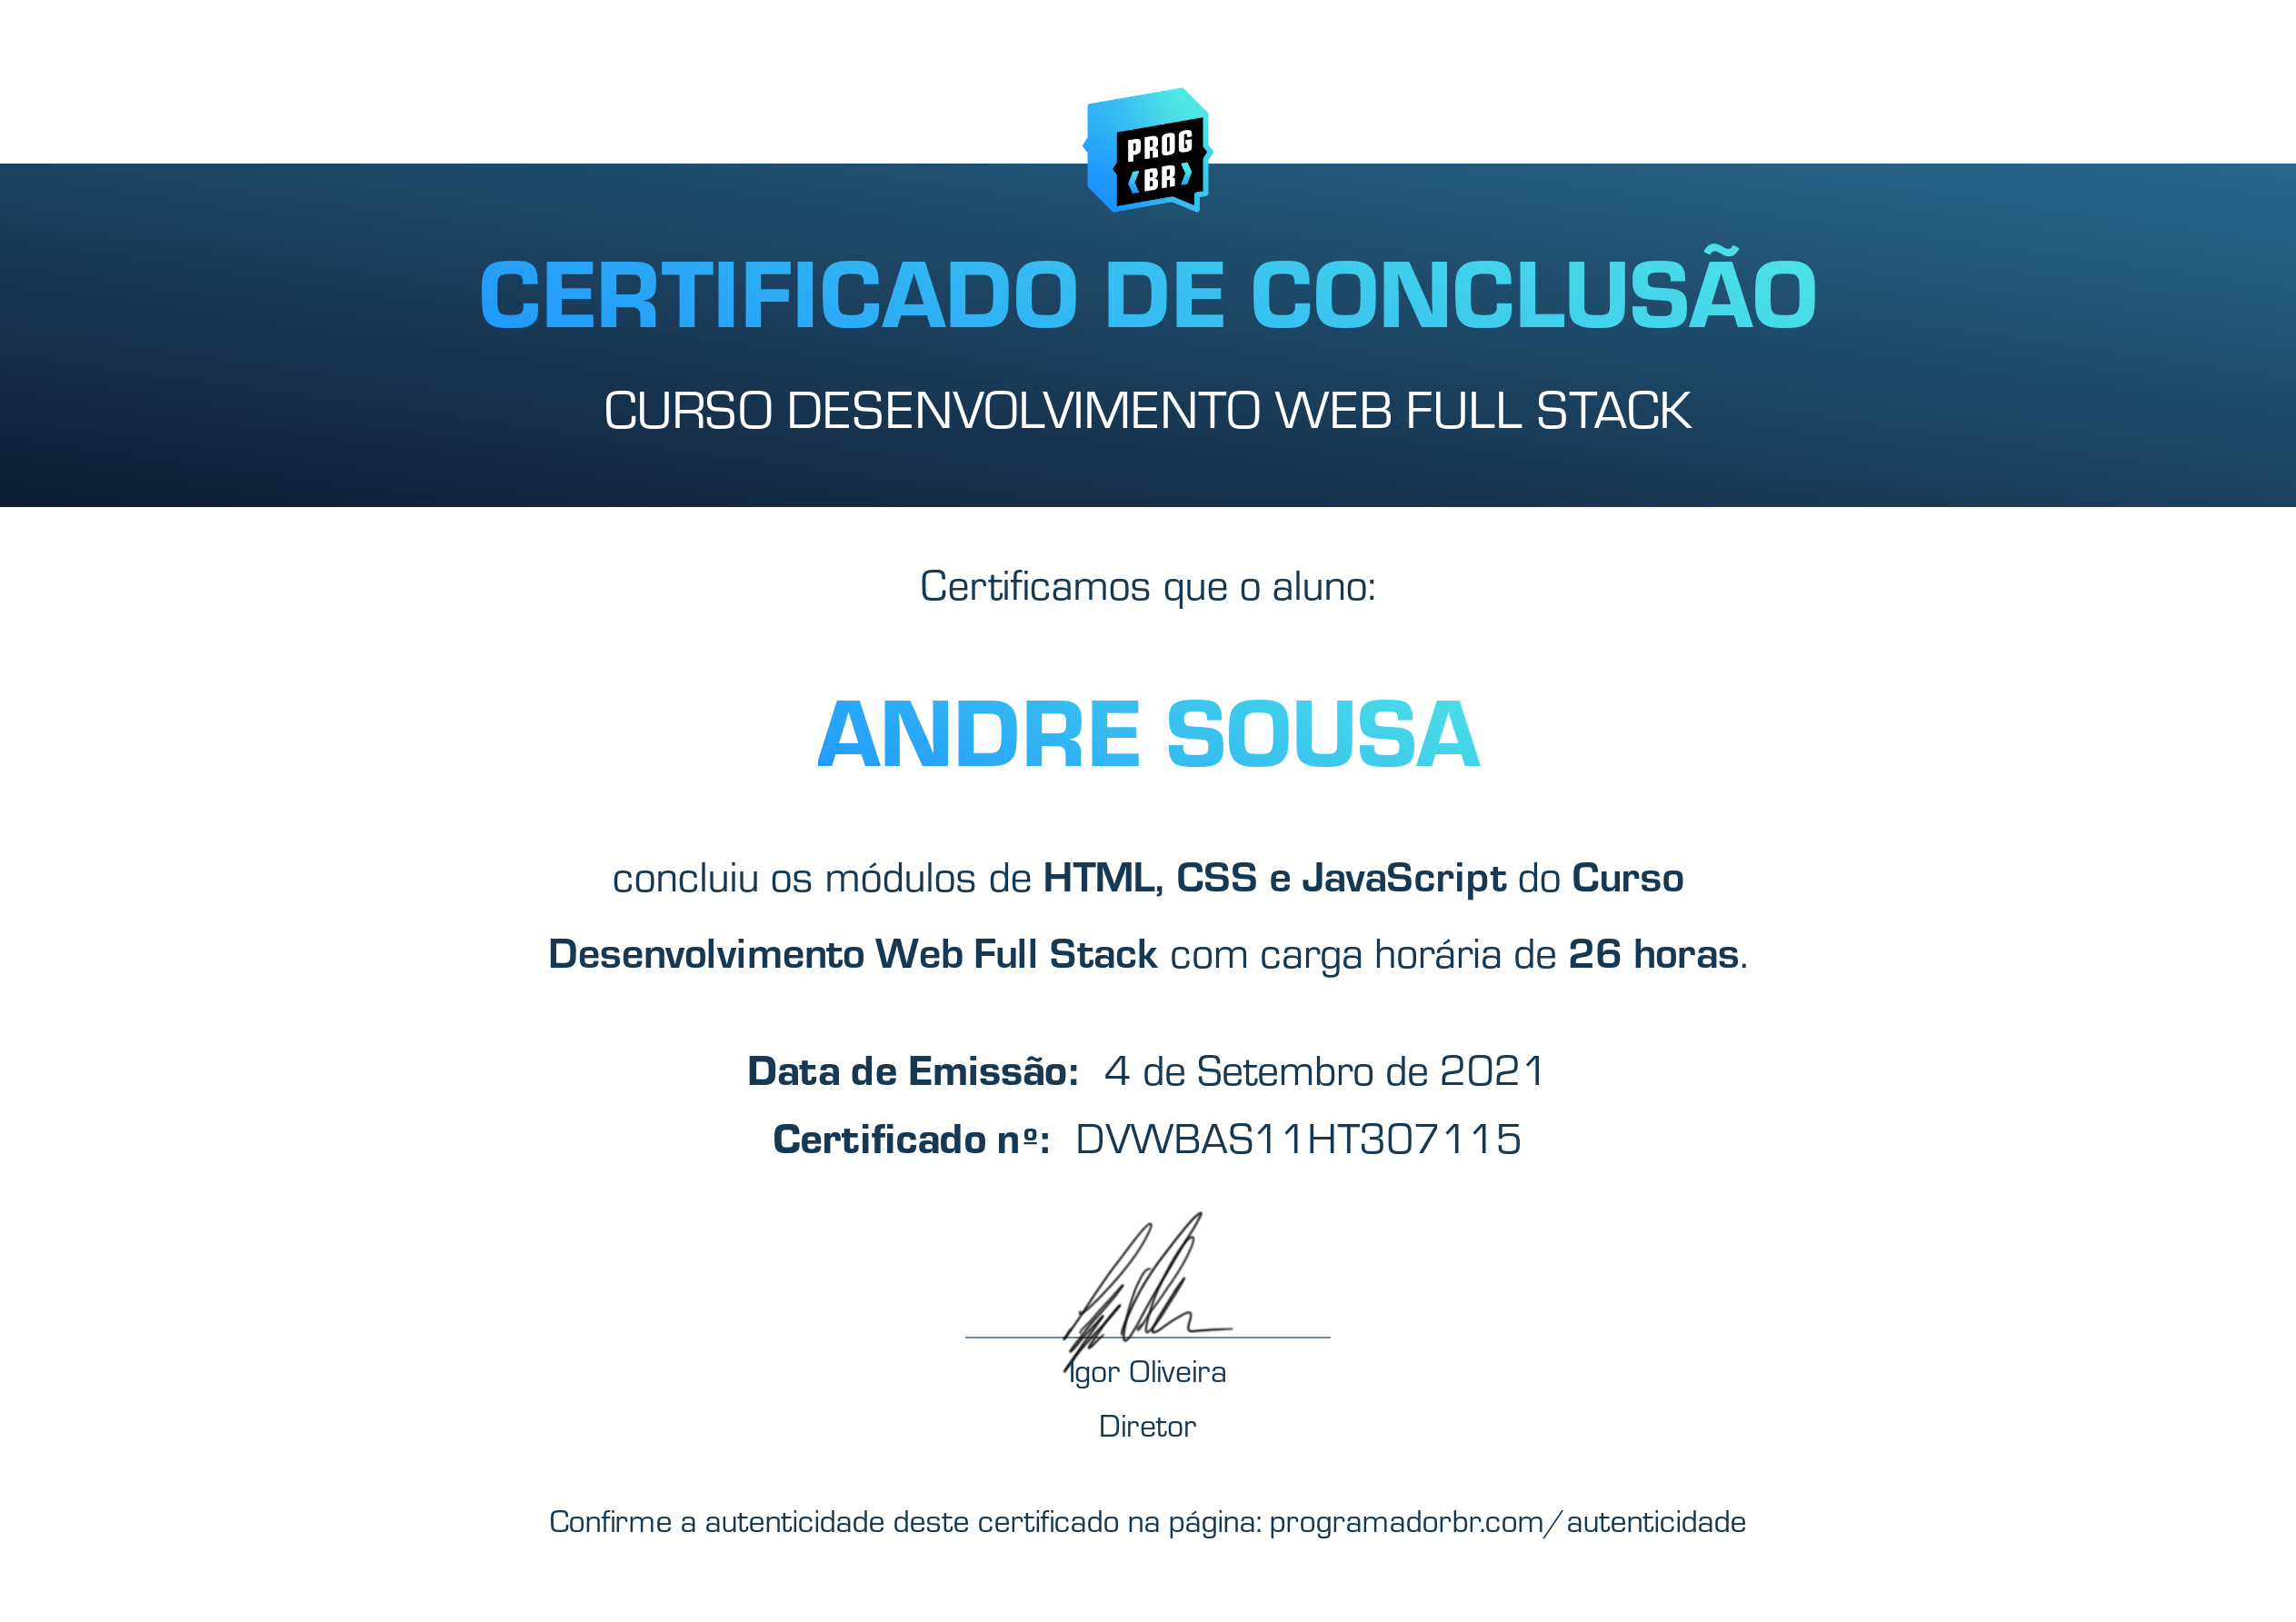 PROG
BR
CERTIFICADO DE CONCLUSÃO
CURSO DESENVOLVIMENTO WEB FULL STACK
Certificamos que o aluno:
ANDRE SOUSA
concluiu os módulos de HTML, CSS e JavaScript do Curso
Desenvolvimento Web Full Stack com carga horária de 26 horas.
Data de Emissão: 4 de Setembro de 2021
Certificado nº: DVWBAS11HT307115
Igor Oliveira
Diretor
Confirme a autenticidade deste certificado na página: programadorbr.com/autenticidade